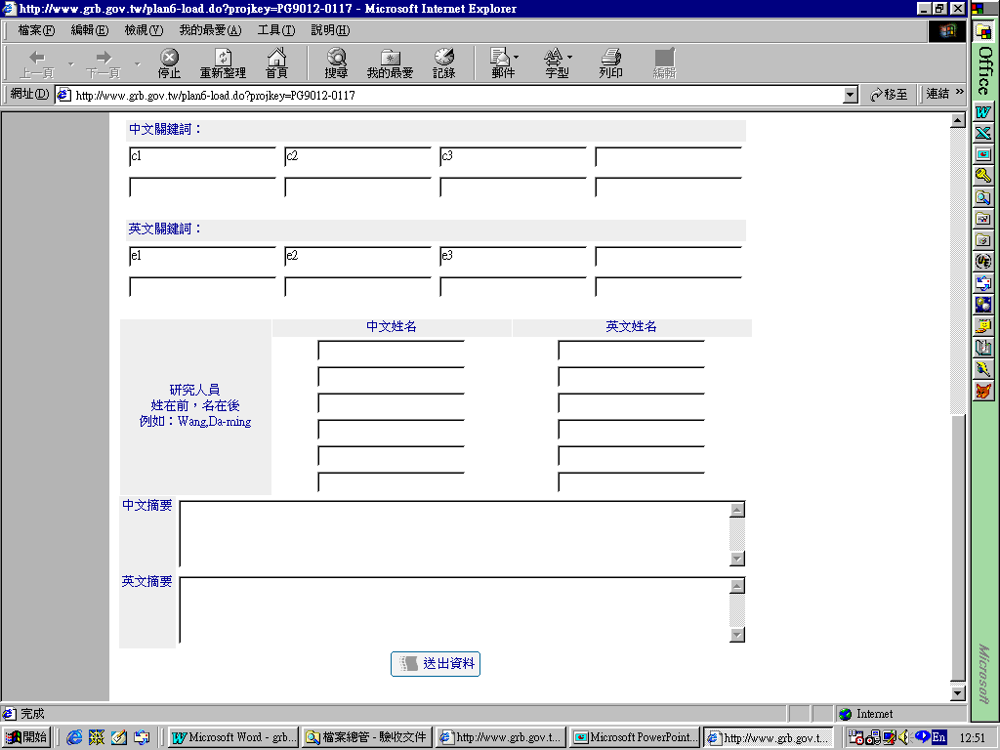 http://www.grb.gov.tw/plan6-load.do?projkey=PG9012-0117 - Microsoft Internet Explorer
檔案(F) 編輯(E) 檢視(V) 我的最愛(A) 工具(T) 說明(H)
上一頁 下一頁 停止 重新整理 首頁 搜尋 我的最愛 記錄 郵件 字型 列印 編輯
網址(D) http://www.grb.gov.tw/plan6-load.do?projkey=PG9012-0117 移至 連結 »
Office
中文關鍵詞：
c1 c2 c3
英文關鍵詞：
e1 e2 e3
中文姓名 英文姓名
研究人員
姓在前，名在後
例如：Wang,Da-ming
中文摘要
英文摘要
送出資料
Microsoft
完成 Internet
開始 Microsoft Word - grb... 檔案總管 - 驗收文件 http://www.grb.gov.t... Microsoft PowerPoint... http://www.grb.gov.t... En 12:51